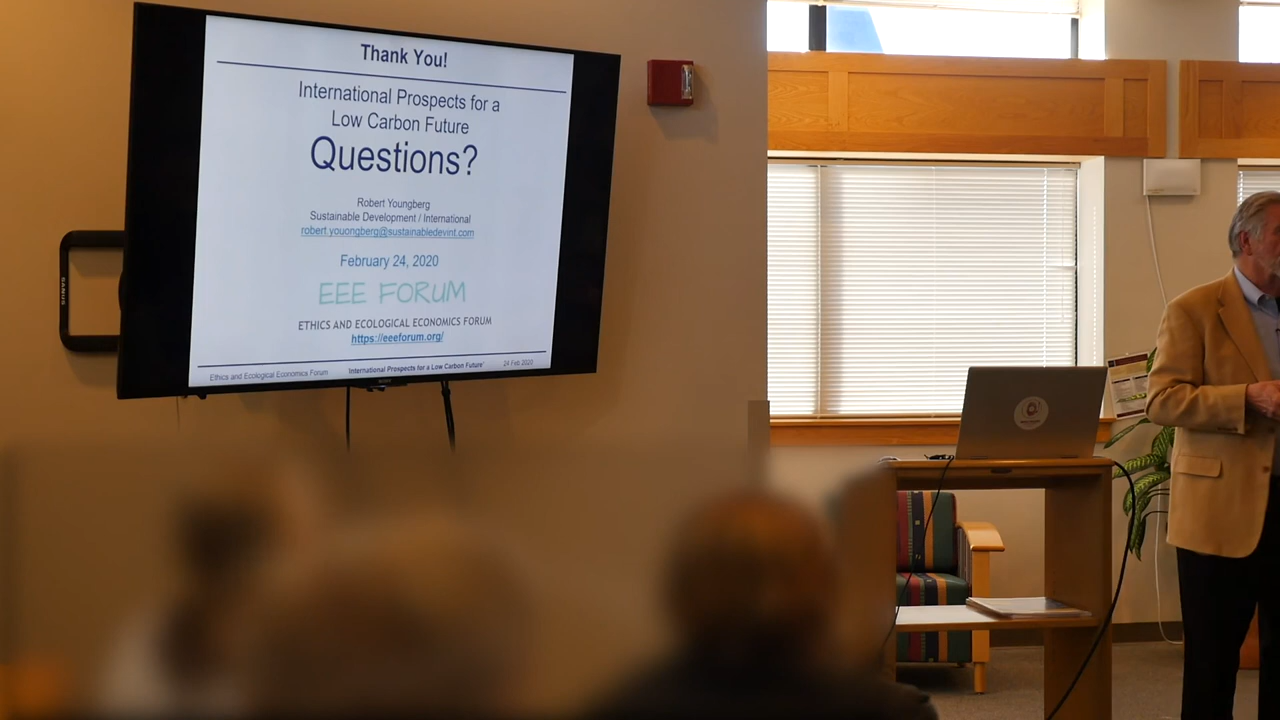 Thank You!
International Prospects for a
Low Carbon Future
Questions?
Robert Youngberg
Sustainable Development / International
robert.youongberg@sustainabledevint.com
February 24, 2020
EEE FORUM
ETHICS AND ECOLOGICAL ECONOMICS FORUM
https://eeeforum.org/
Ethics and Ecological Economics Forum
'International Prospects for a Low Carbon Future'
24 Feb 2020
SANUS